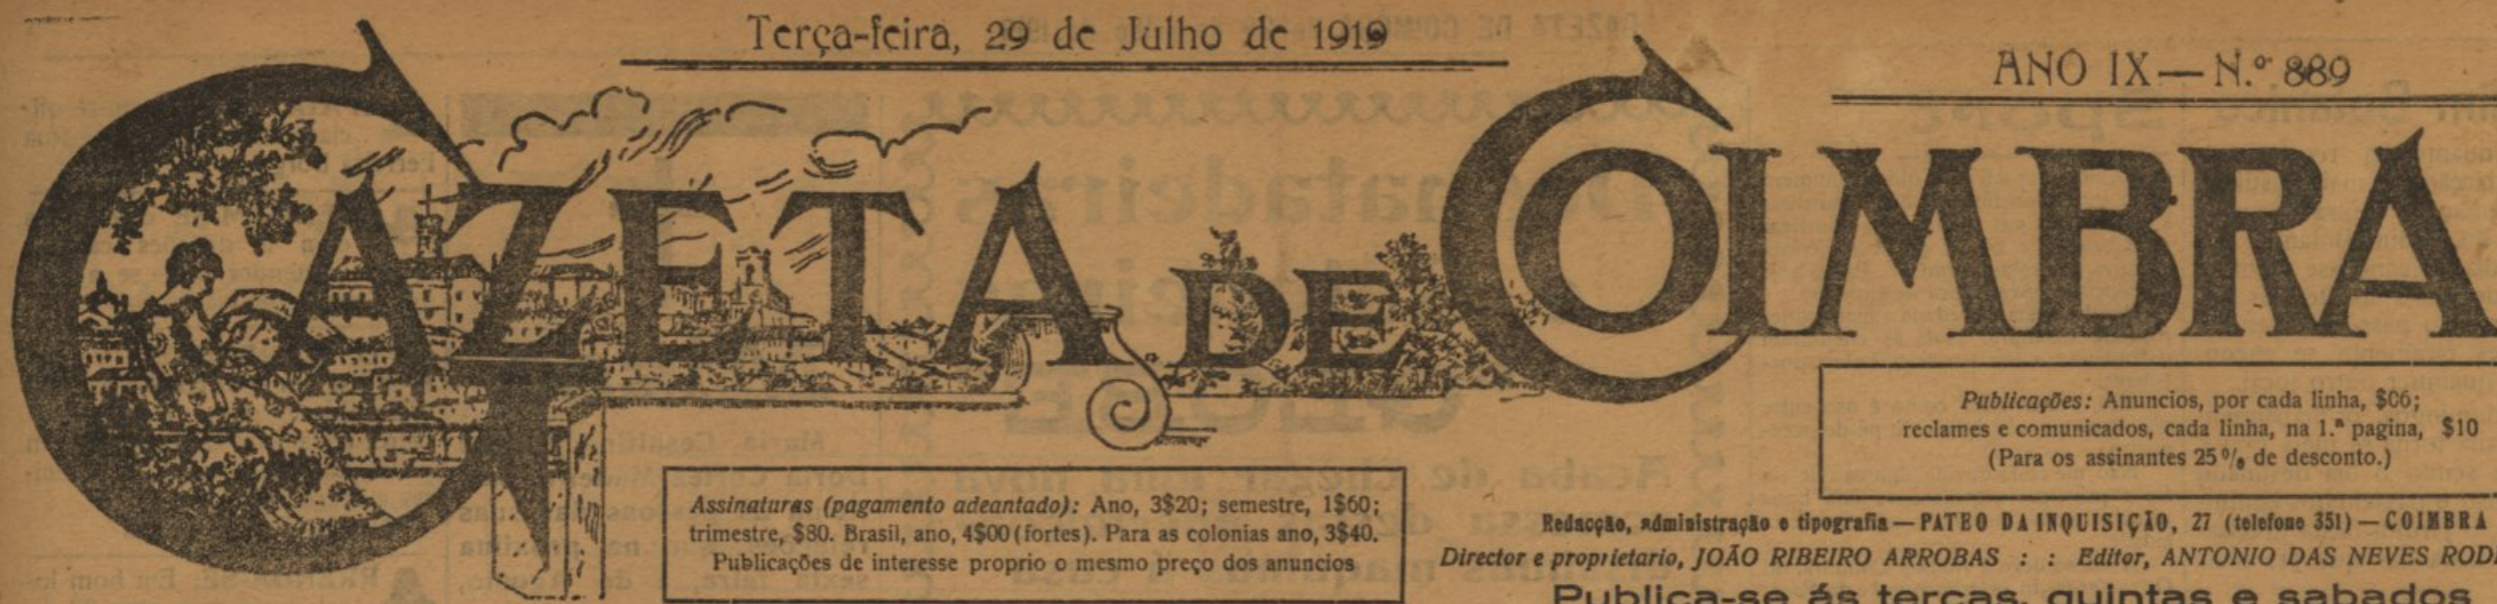 Terça-feira, 29 de Julho de 1919
ANO IX — N.º 889
GAZETA DE COIMBRA
Publicações: Anuncios, por cada linha, $06;
reclames e comunicados, cada linha, na 1.ª pagina, $10
(Para os assinantes 25% de desconto.)
Assinaturas (pagamento adeantado): Ano, 3$20; semestre, 1$60;
trimestre, $80. Brasil, ano, 4$00 (fortes). Para as colonias ano, 3$40.
Publicações de interesse proprio o mesmo preço dos anuncios
Redacção, administração e tipografia — PATEO DA INQUISIÇÃO, 27 (telefone 351) — COIMBRA
Director e proprietario, JOÃO RIBEIRO ARROBAS : : Editor, ANTONIO DAS NEVES ROD
Publica-se ás terças, quintas e sabados